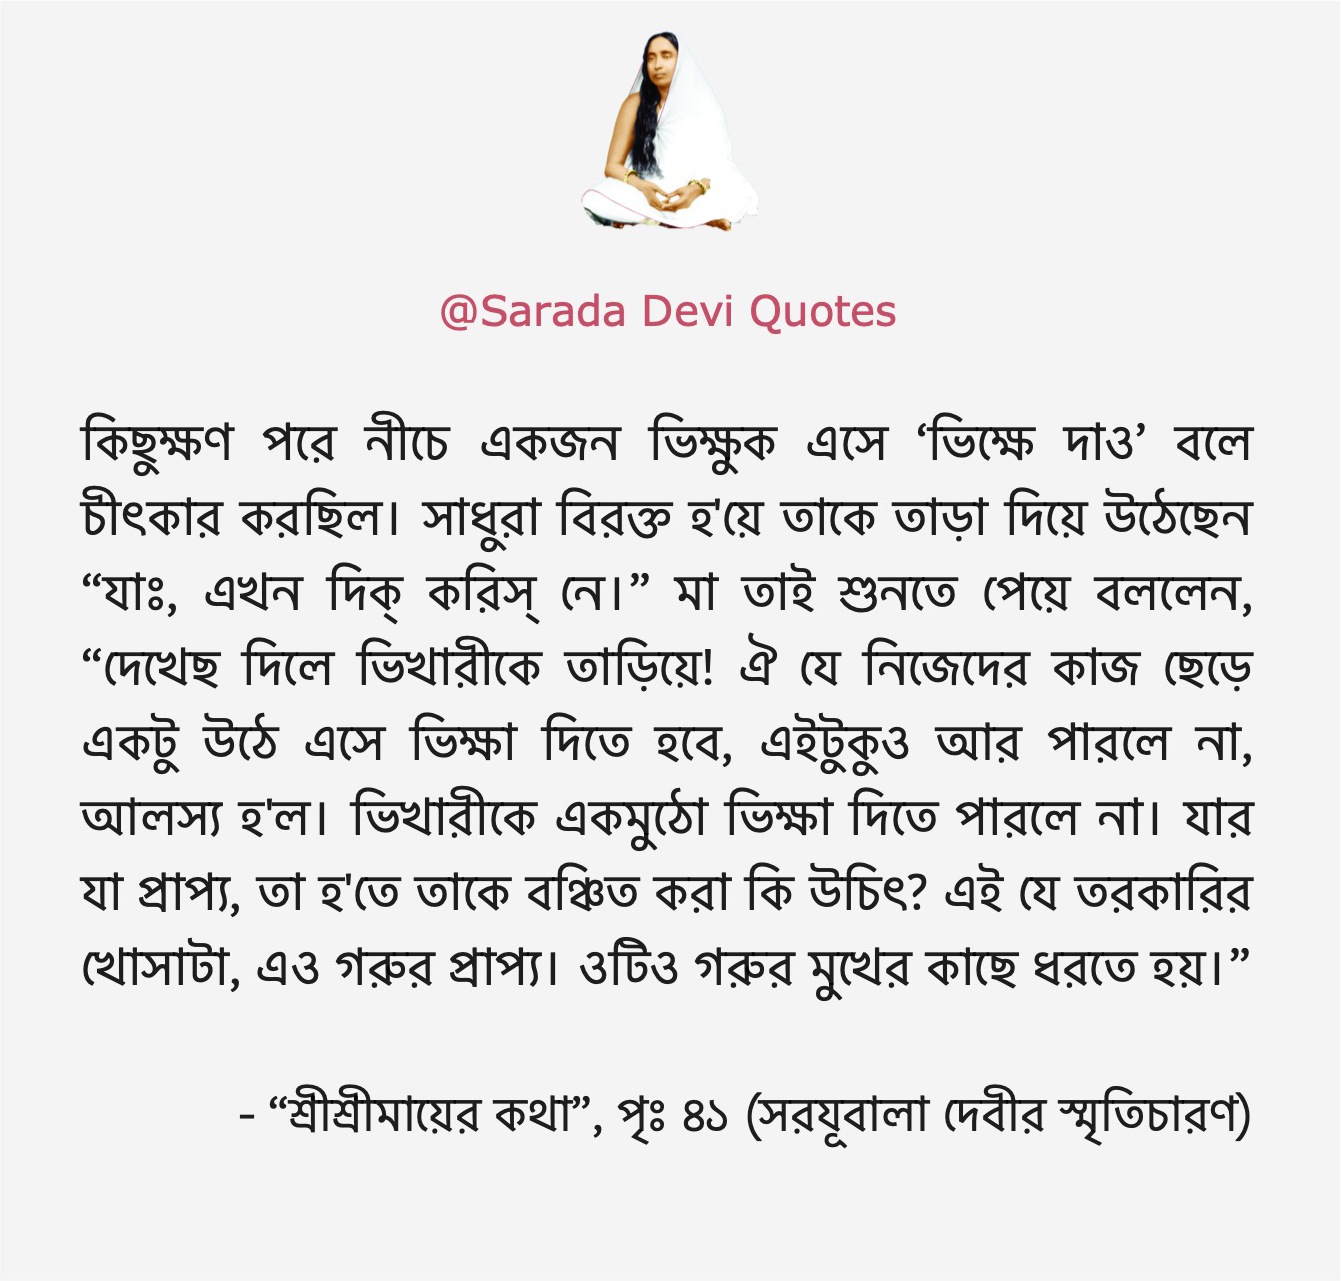 @Sarada Devi Quotes
কিছুক্ষণ পরে নীচে একজন ভিক্ষুক এসে ‘ভিক্ষে দাও’ বলে
চীৎকার করছিল। সাধুরা বিরক্ত হ'য়ে তাকে তাড়া দিয়ে উঠেছেন
“যাঃ, এখন দিক্ করিস্ নে।” মা তাই শুনতে পেয়ে বললেন,
“দেখেছ দিলে ভিখারীকে তাড়িয়ে! ঐ যে নিজেদের কাজ ছেড়ে
একটু উঠে এসে ভিক্ষা দিতে হবে, এইটুকুও আর পারলে না,
আলস্য হ'ল। ভিখারীকে একমুঠো ভিক্ষা দিতে পারলে না। যার
যা প্রাপ্য, তা হ'তে তাকে বঞ্চিত করা কি উচিৎ? এই যে তরকারির
খোসাটা, এও গরুর প্রাপ্য। ওটিও গরুর মুখের কাছে ধরতে হয়।”
- “শ্রীশ্রীমায়ের কথা”, পৃঃ ৪১ (সরযূবালা দেবীর স্মৃতিচারণ)